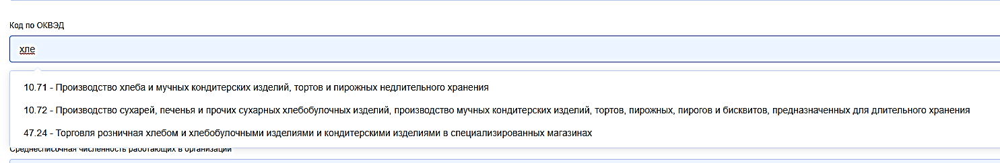 Код по ОКВЭД
хле
10.71 - Производство хлеба и мучных кондитерских изделий, тортов и пирожных недлительного хранения
10.72 - Производство сухарей, печенья и прочих сухарных хлебобулочных изделий, производство мучных кондитерских изделий, тортов, пирожных, пирогов и бисквитов, предназначенных для длительного хранения
47.24 - Торговля розничная хлебом и хлебобулочными изделиями и кондитерскими изделиями в специализированных магазинах
Среднесписочная численность работающих в организации